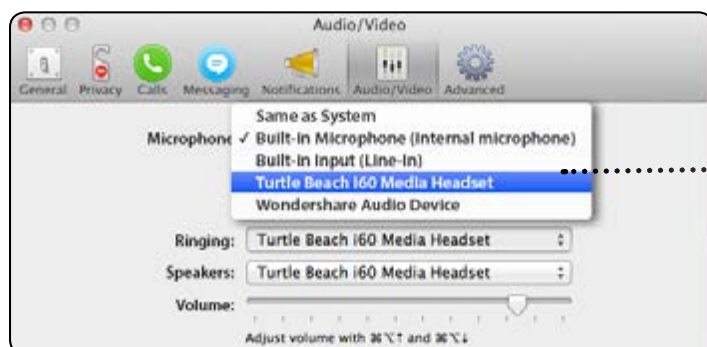 Audio/Video
General Privacy Calls Messaging Notifications Audio/Video Advanced
Same as System
Microphone ✓ Built-in Microphone (Internal microphone)
Built-in Input (Line-In)
Turtle Beach i60 Media Headset
Wondershare Audio Device
Ringing: Turtle Beach i60 Media Headset
Speakers: Turtle Beach i60 Media Headset
Volume:
Adjust volume with ⌘⌥↑ and ⌘⌥↓